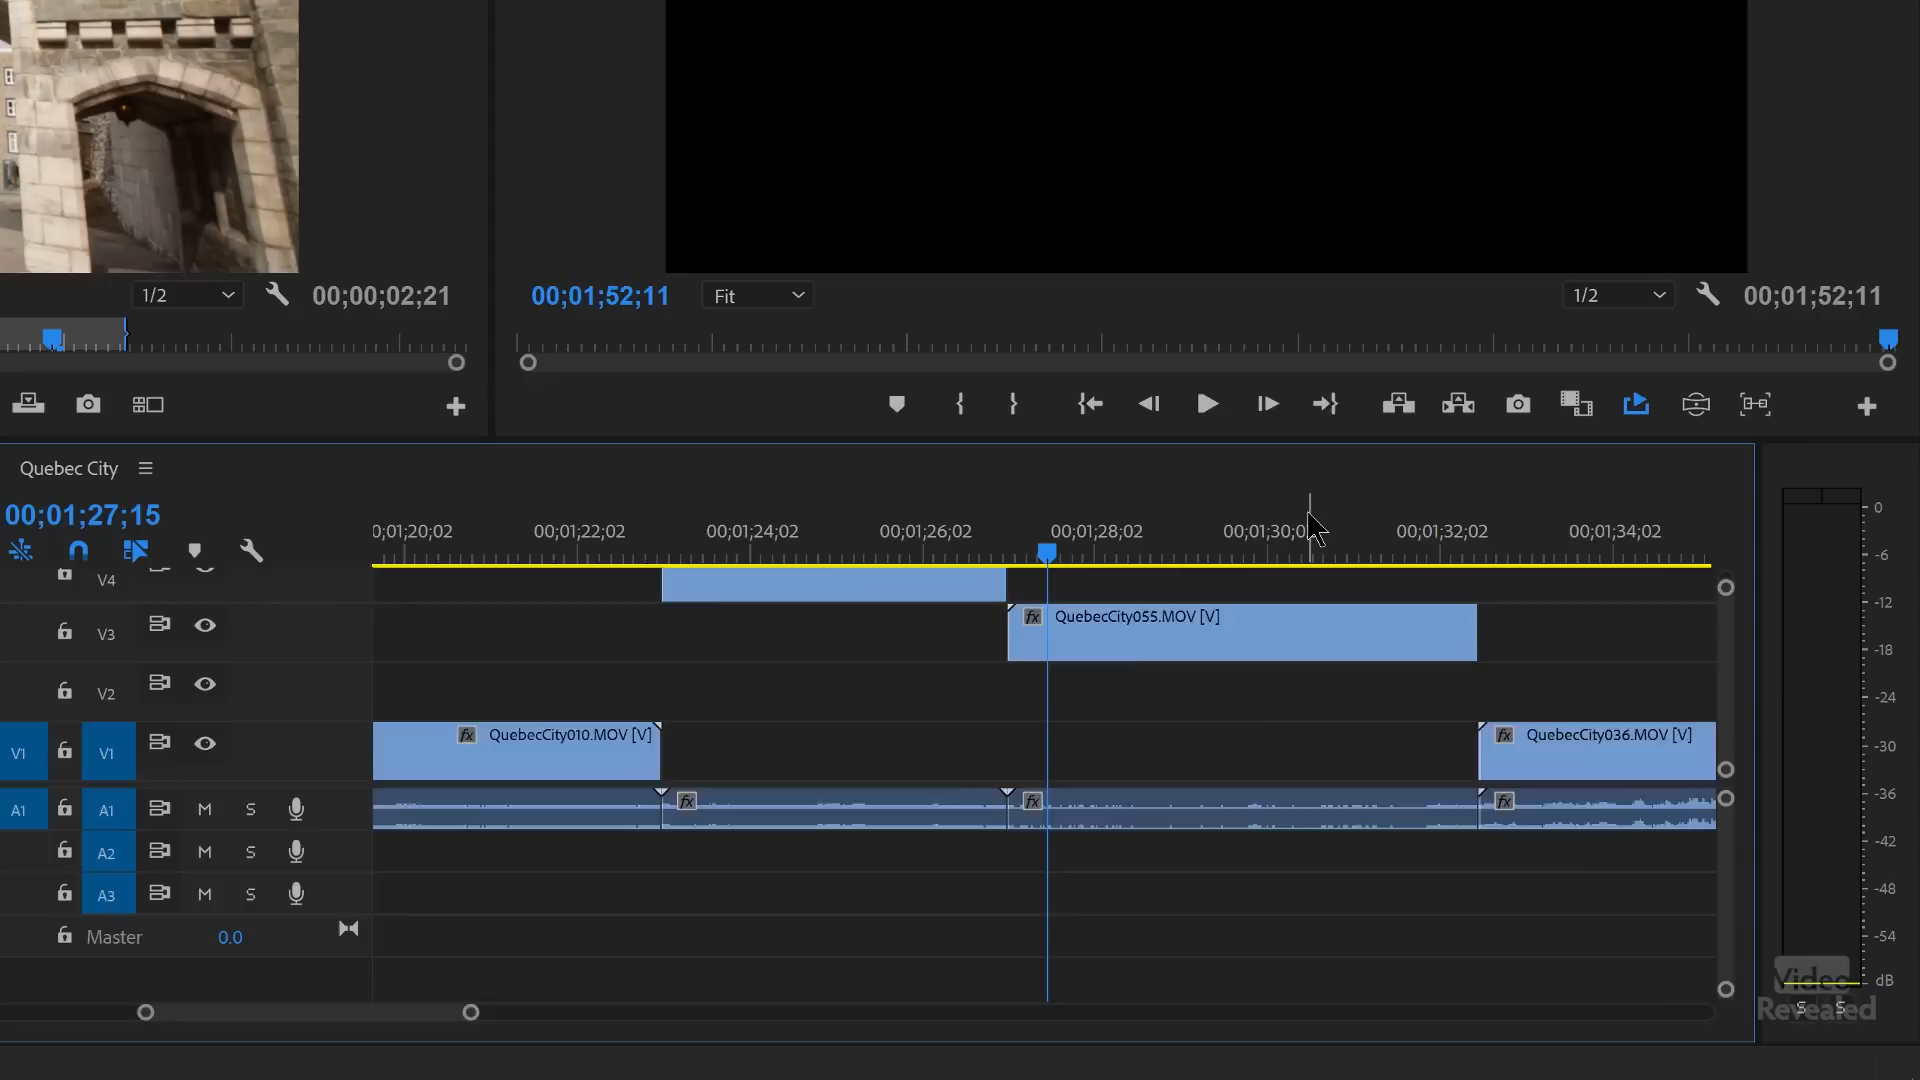 1/2
00;00;02;21
00;01;52;11
Fit
1/2
00;01;52;11
Quebec City
00;01;27;15
0;01;20;02
00;01;22;02
00;01;24;02
00;01;26;02
00;01;28;02
00;01;30;0
00;01;32;02
00;01;34;02
V4
V3
fx QuebecCity055.MOV [V]
V2
V1 V1
fx QuebecCity010.MOV [V]
fx QuebecCity036.MOV [V]
A1 A1 M S
fx
fx
fx
A2 M S
A3 M S
Master 0.0
0
-6
-12
-18
-24
-30
-36
-42
-48
-54
dB
S S
Video
Revealed